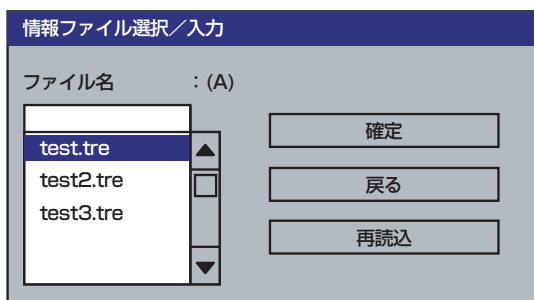 情報ファイル選択／入力
ファイル名 : (A)
test.tre
test2.tre
test3.tre
確定
戻る
再読込